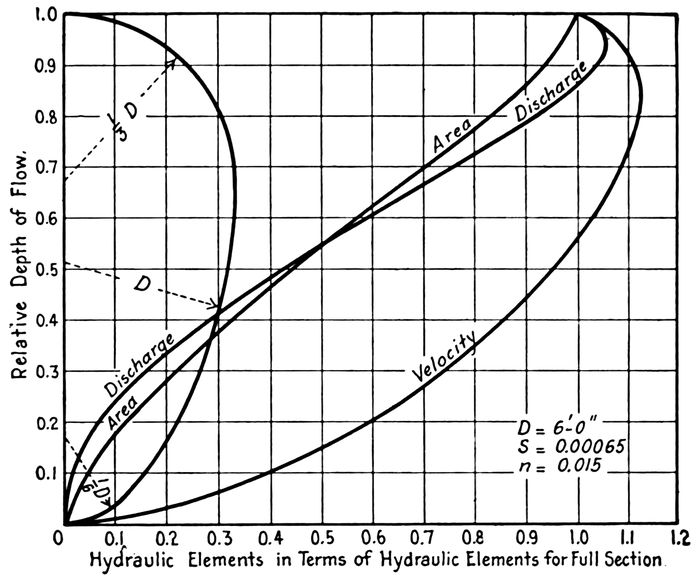 1.0
0.9
0.8
0.7
0.6
0.5
0.4
0.3
0.2
0.1
Relative Depth of Flow.
1/3 D
D
1/6 D
Area
Discharge
Discharge
Area
Velocity
D = 6'-0"
S = 0.00065
n = 0.015
0 0.1 0.2 0.3 0.4 0.5 0.6 0.7 0.8 0.9 1.0 1.1 1.2
Hydraulic Elements in Terms of Hydraulic Elements for Full Section.